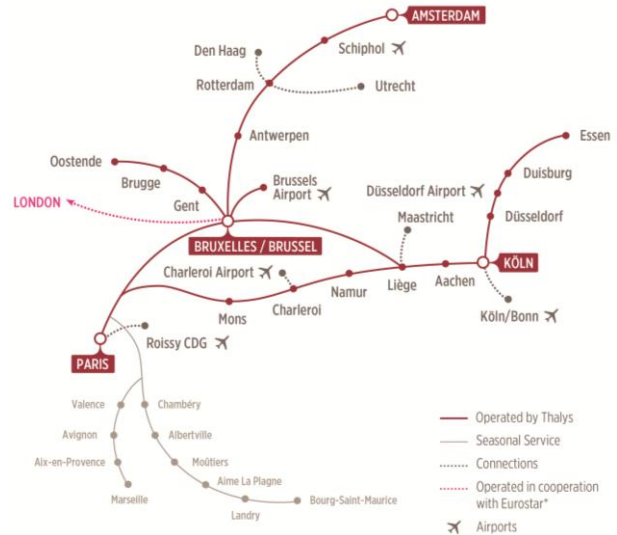 AMSTERDAM
Den Haag
Schiphol
Rotterdam
Utrecht
Antwerpen
Essen
Oostende
Brugge
Brussels
Airport
Duisburg
Düsseldorf Airport
LONDON
Gent
Maastricht
Düsseldorf
BRUXELLES / BRUSSEL
Charleroi Airport
KÖLN
Namur
Liège
Aachen
Charleroi
Mons
Köln/Bonn
Roissy CDG
PARIS
Valence
Chambéry
Avignon
Albertville
Aix-en-Provence
Moûtiers
Marseille
Aime La Plagne
Landry
Bourg-Saint-Maurice
Operated by Thalys
Seasonal Service
Connections
Operated in cooperation
with Eurostar*
Airports